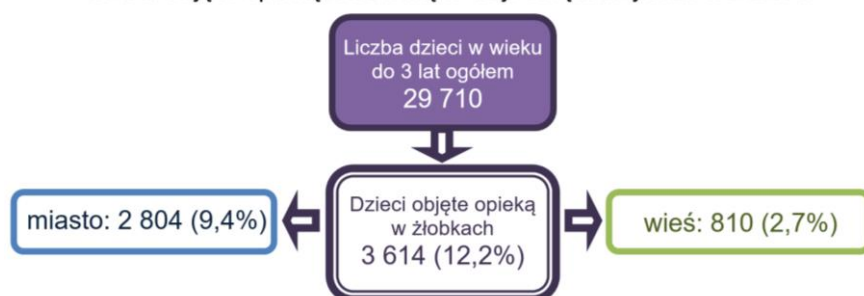 Liczba dzieci w wieku
do 3 lat ogółem
29 710
Dzieci objęte opieką
w żłobkach
3 614 (12,2%)
miasto: 2 804 (9,4%)
wieś: 810 (2,7%)